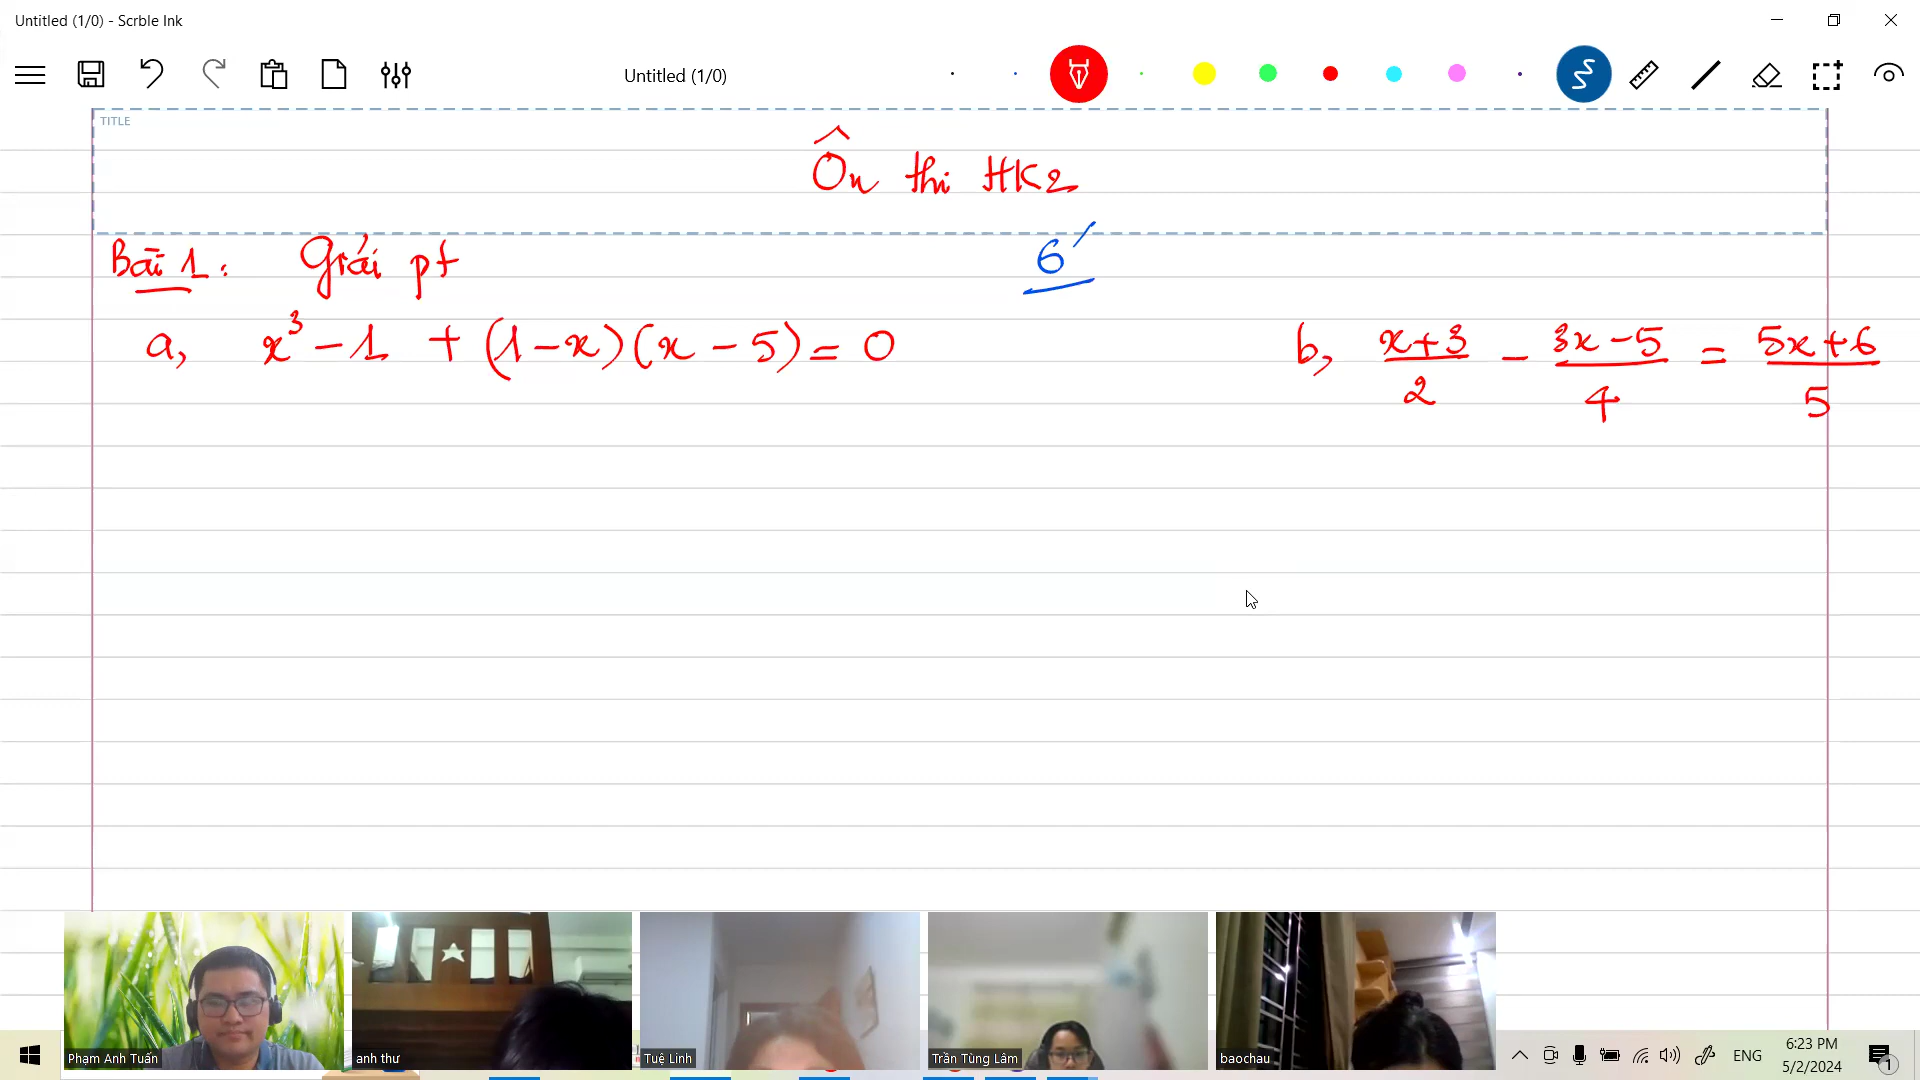 Untitled (1/0) - Scrble Ink
Untitled (1/0)
TITLE
Ôn thi HK2
6'
Bài 1: Giải pt
a, x³ - 1 + (1-x)(x-5) = 0
b, (x+3)/2 - (3x-5)/4 = (5x+6)/5
Phạm Anh Tuấn
anh thư
Tuệ Linh
Trần Tùng Lâm
baochau
ENG
6:23 PM
5/2/2024
1